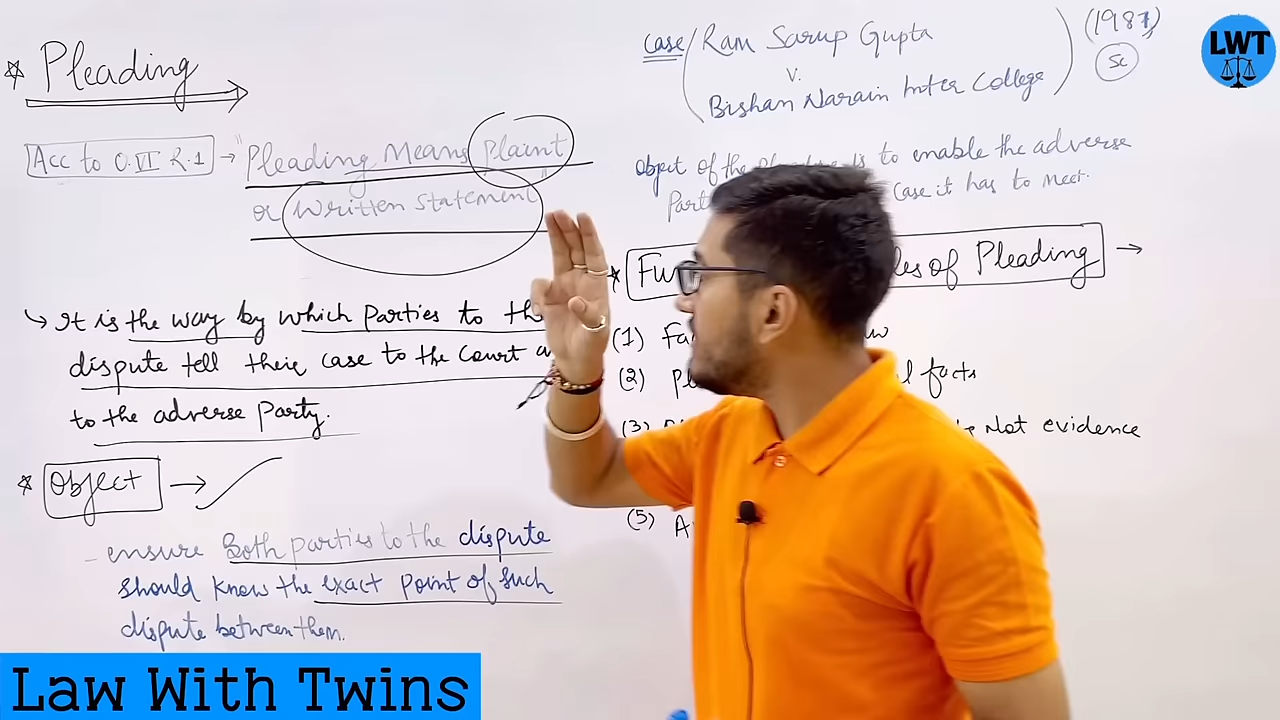 Pleading
Acc to O.VI R.1 → "Pleading Means Plaint
or Written Statement"
It is the way by which Parties to the
dispute tell their case to the Court
to the adverse Party.
Object →
- ensure Both parties to the dispute
should know the exact point of such
dispute between them.
Case Ram Sarup Gupta (1987)
v. SC
Bishan Narain Inter College
Object of the to enable the adverse
case it has to meet.
of Pleading →
(1)
(2) facts
(3) Not evidence
(5)
LWT
Law With Twins